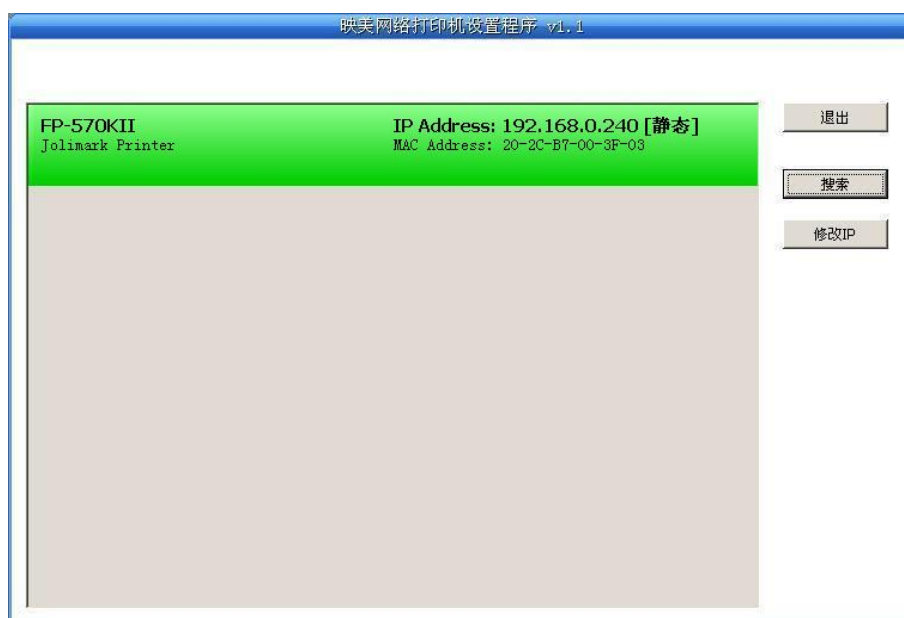 映美网络打印机设置程序 v1.1
FP-570KII
IP Address: 192.168.0.240 [静态]
Jolimark Printer
MAC Address: 20-2C-B7-00-3F-03
退出
搜索
修改IP